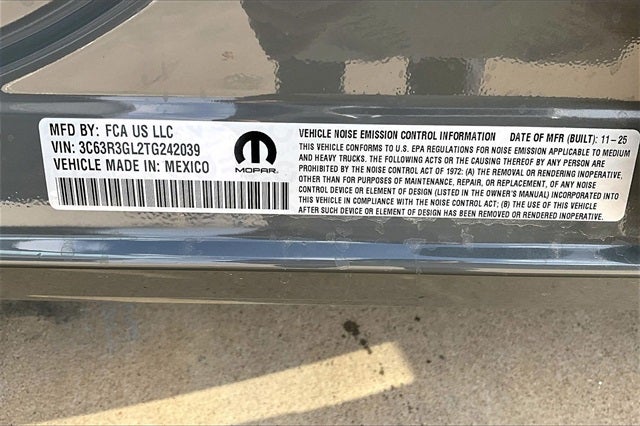 MFD BY: FCA US LLC
VIN: 3C63R3GL2TG242039
VEHICLE MADE IN: MEXICO
MOPAR
VEHICLE NOISE EMISSION CONTROL INFORMATION DATE OF MFR (BUILT): 11-25
THIS VEHICLE CONFORMS TO U.S. EPA REGULATIONS FOR NOISE EMISSION APPLICABLE TO MEDIUM
AND HEAVY TRUCKS. THE FOLLOWING ACTS OR THE CAUSING THEREOF BY ANY PERSON ARE
PROHIBITED BY THE NOISE CONTROL ACT OF 1972: (A) THE REMOVAL OR RENDERING INOPERATIVE,
OTHER THAN FOR PURPOSES OF MAINTENANCE, REPAIR, OR REPLACEMENT, OF ANY NOISE
CONTROL DEVICE OR ELEMENT OF DESIGN (LISTED IN THE OWNER'S MANUAL) INCORPORATED INTO
THIS VEHICLE IN COMPLIANCE WITH THE NOISE CONTROL ACT; (B) THE USE OF THIS VEHICLE
AFTER SUCH DEVICE OR ELEMENT OF DESIGN HAS BEEN REMOVED OR RENDERED INOPERATIVE.